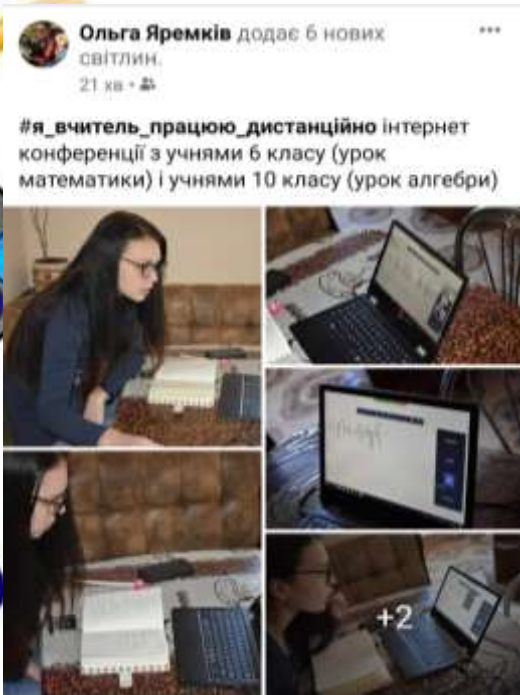 Ольга Яремків додає 6 нових
світлин.
21 хв
#я_вчитель_працюю_дистанційно інтернет
конференції з учнями 6 класу (урок
математики) і учнями 10 класу (урок алгебри)
+2